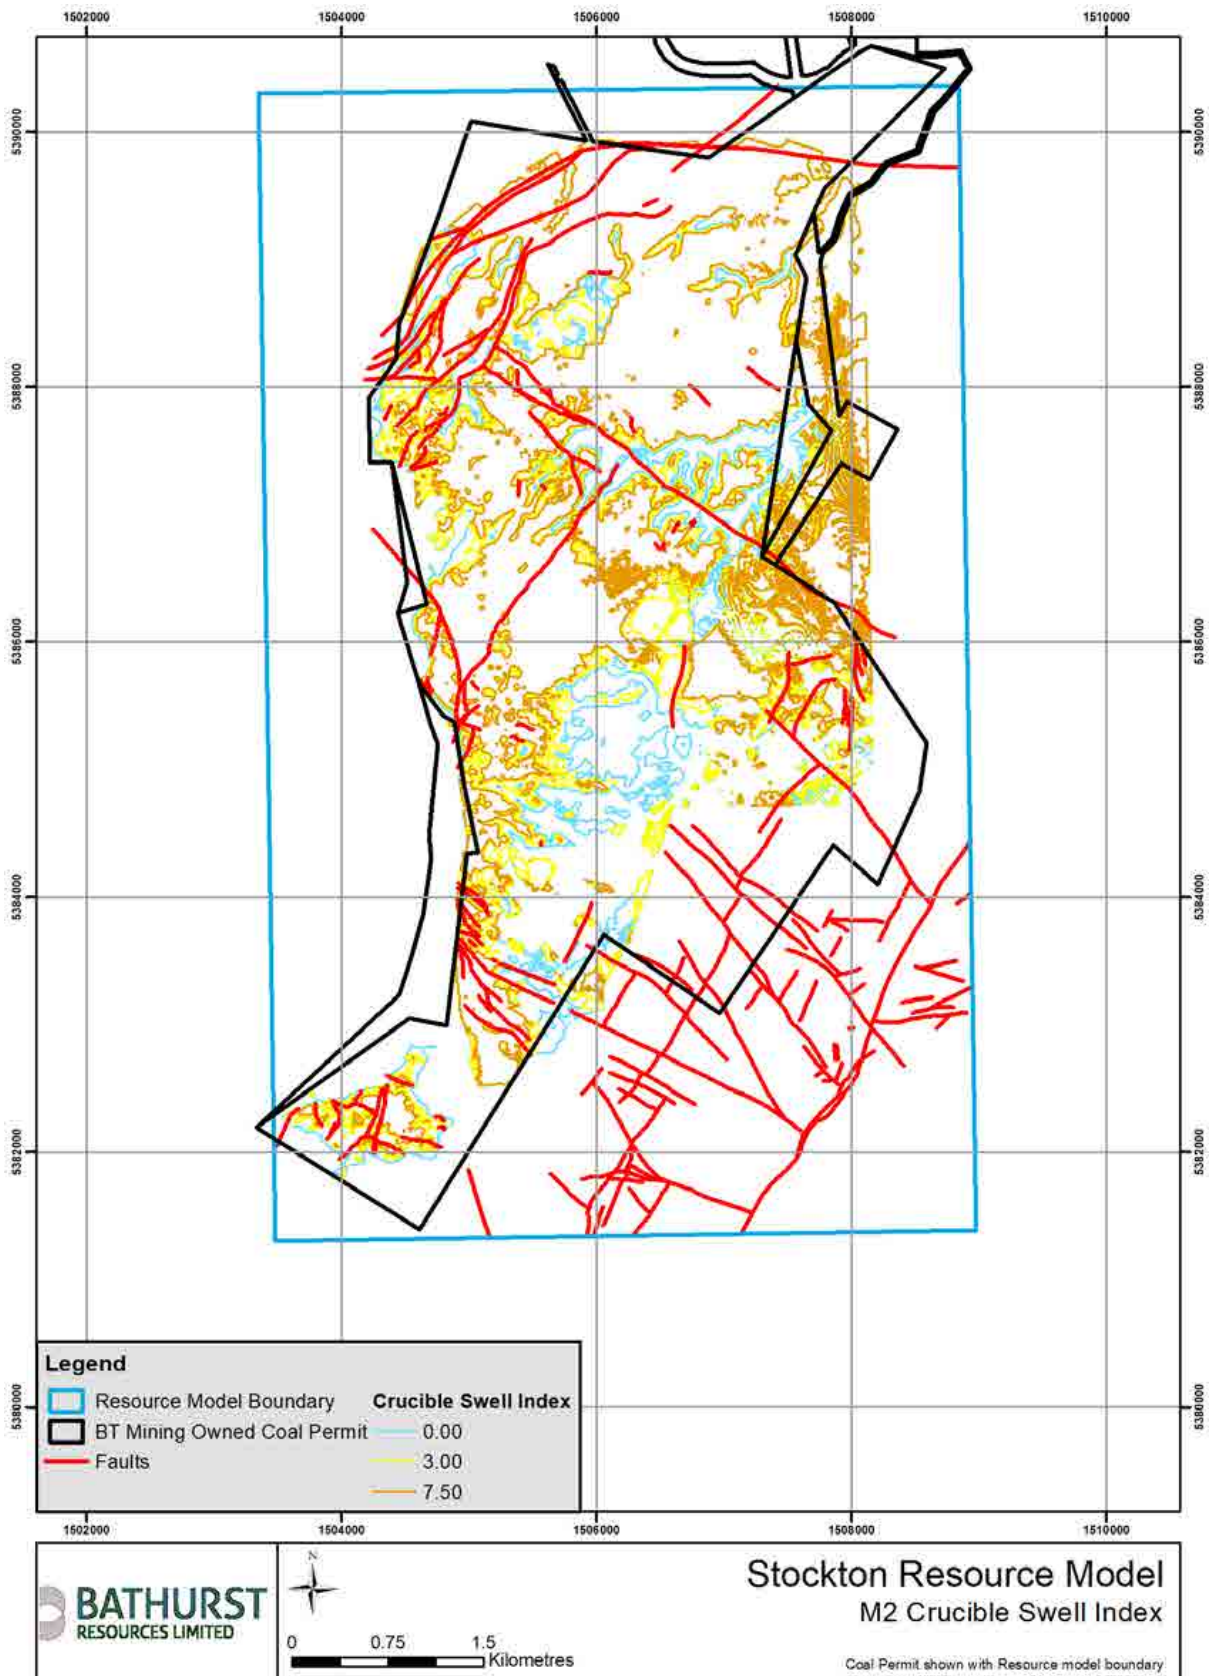 1502000 1504000 1506000 1508000 1510000
5390000 5390000
5388000 5388000
5386000 5386000
5384000 5384000
5382000 5382000
5380000 5380000
Legend
Resource Model Boundary
BT Mining Owned Coal Permit
Faults
Crucible Swell Index
0.00
3.00
7.50
1502000 1504000 1506000 1508000 1510000
BATHURST
RESOURCES LIMITED
N
0 0.75 1.5
Kilometres
Stockton Resource Model
M2 Crucible Swell Index
Coal Permit shown with Resource model boundary